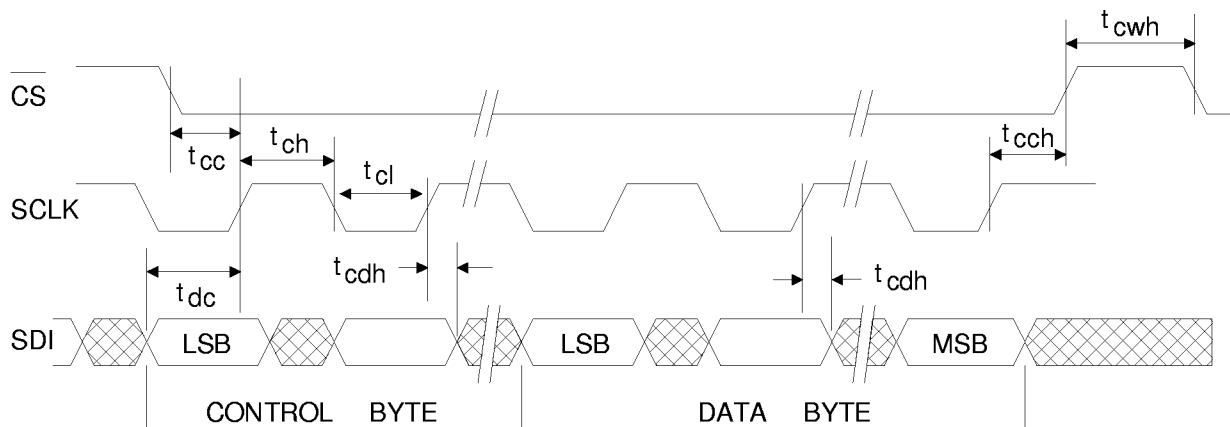 t cwh
CS
t cc
t ch
t cl
t cch
SCLK
t dc
t cdh
t cdh
SDI
LSB
LSB
MSB
CONTROL BYTE
DATA BYTE